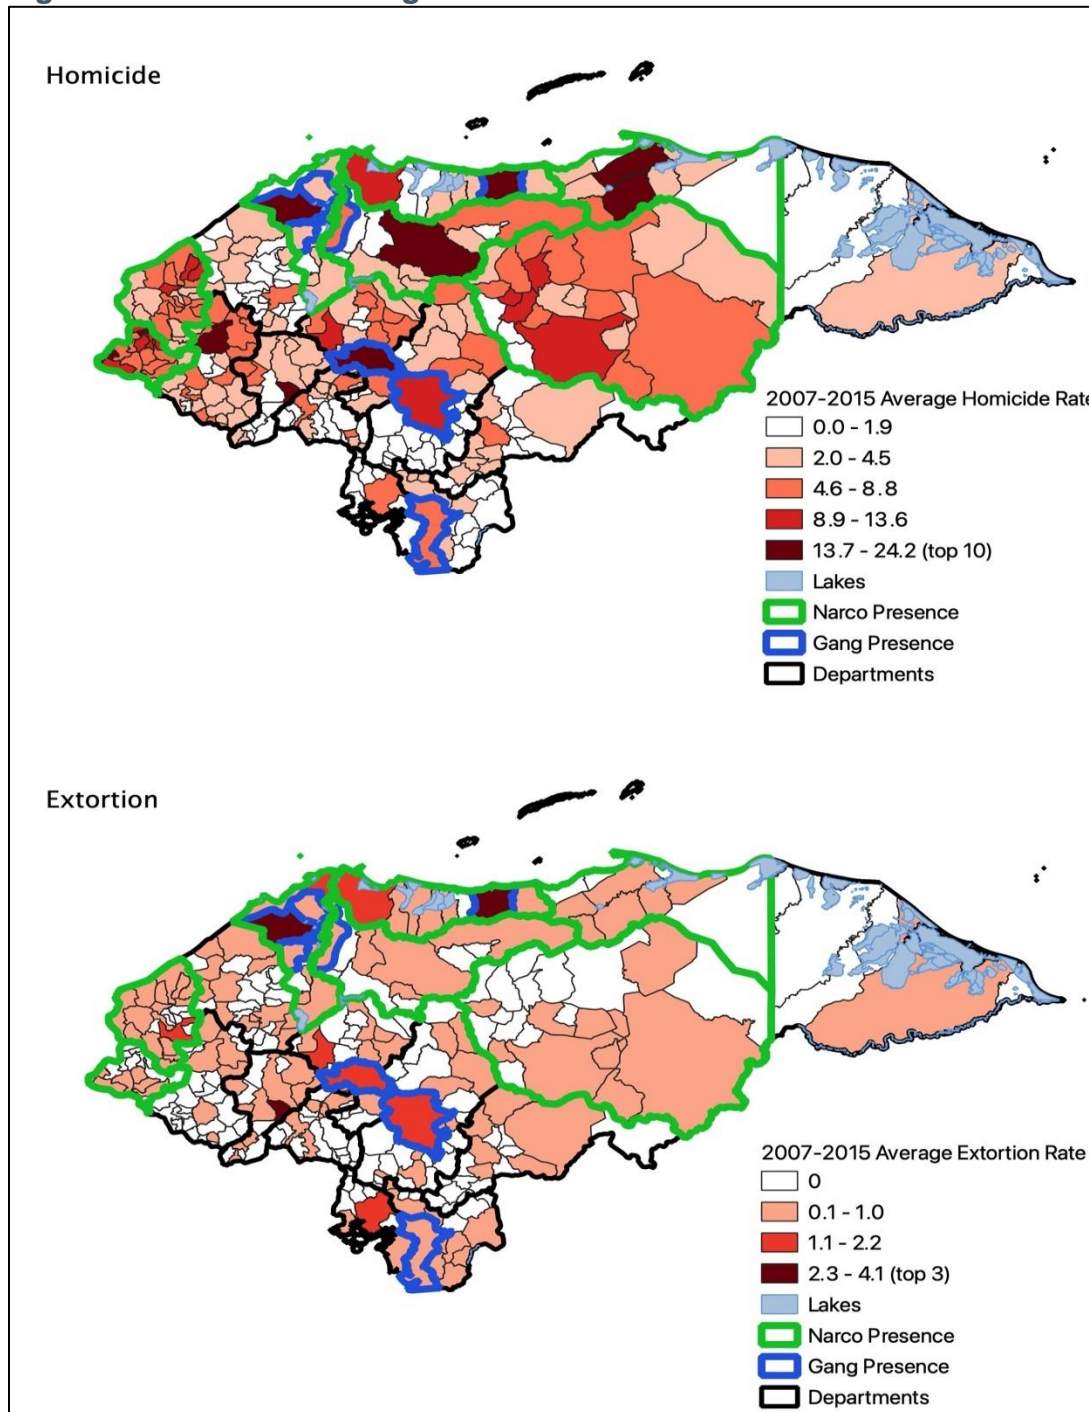 Homicide
2007-2015 Average Homicide Rate
0.0 - 1.9
2.0 - 4.5
4.6 - 8.8
8.9 - 13.6
13.7 - 24.2 (top 10)
Lakes
Narco Presence
Gang Presence
Departments
Extortion
2007-2015 Average Extortion Rate
0
0.1 - 1.0
1.1 - 2.2
2.3 - 4.1 (top 3)
Lakes
Narco Presence
Gang Presence
Departments